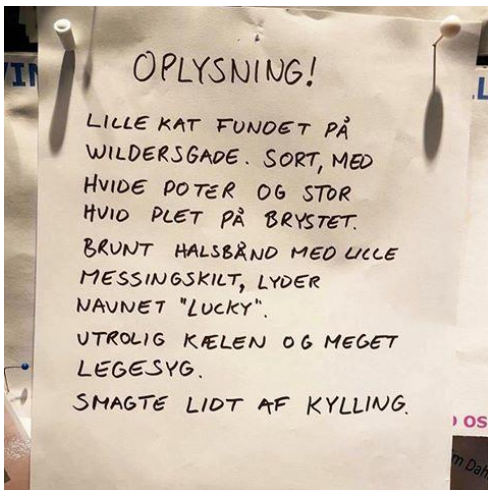 OPLYSNING!
LILLE KAT FUNDET PÅ
WILDERSGADE. SORT, MED
HVIDE POTER OG STOR
HVID PLET PÅ BRYSTET.
BRUNT HALSBÅND MED LILLE
MESSINGSKILT, LYDER
NAVNET "LUCKY".
UTROLIG KÆLEN OG MEGET
LEGESYG.
SMAGTE LIDT AF KYLLING.